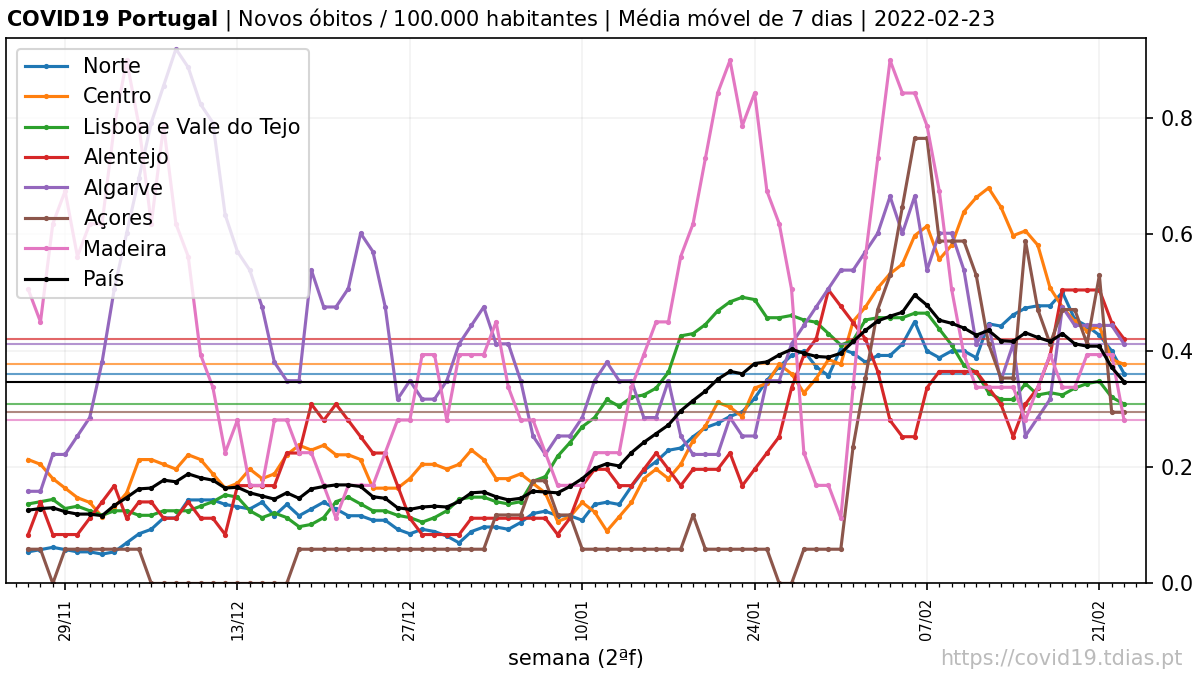 COVID19 Portugal | Novos óbitos / 100.000 habitantes | Média móvel de 7 dias | 2022-02-23
Norte
Centro
Lisboa e Vale do Tejo
Alentejo
Algarve
Açores
Madeira
País
0.8
0.6
0.4
0.2
0.0
29/11
13/12
27/12
10/01
24/01
07/02
21/02
semana (2ªf)
https://covid19.tdias.pt